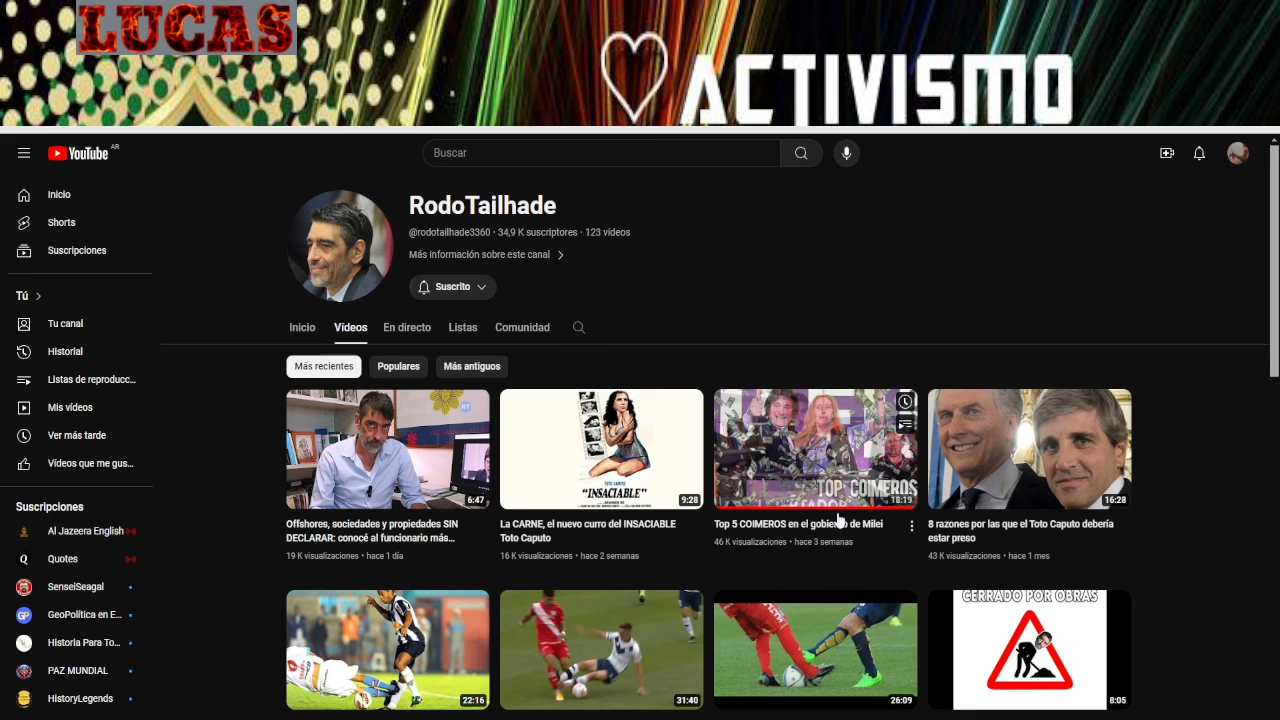 LUCAS
ACTIVISMO
YouTube AR
Buscar
Inicio
Shorts
Suscripciones
Tú
Tu canal
Historial
Listas de reproducc...
Mis vídeos
Ver más tarde
Vídeos que me gus...
Suscripciones
Al Jazeera English
Quotes
SenseiSeagal
GeoPolítica en E...
Historia Para To...
PAZ MUNDIAL
HistoryLegends
RodoTailhade
@rodotailhade3360 · 34,9 K suscriptores · 123 vídeos
Más información sobre este canal
Suscrito
Inicio Vídeos En directo Listas Comunidad
Más recientes Populares Más antiguos
RT
6:47
Offshores, sociedades y propiedades SIN
DECLARAR: conocé al funcionario más...
19 K visualizaciones · hace 1 día
TOTO CAPUTO
"INSACIABLE"
9:28
La CARNE, el nuevo curro del INSACIABLE
Toto Caputo
16 K visualizaciones · hace 2 semanas
TOP COIMEROS
18:19
Top 5 COIMEROS en el gobierno de Milei
46 K visualizaciones · hace 3 semanas
16:28
8 razones por las que el Toto Caputo debería
estar preso
43 K visualizaciones · hace 1 mes
22:16
31:40
26:09
CERRADO POR OBRAS
8:05